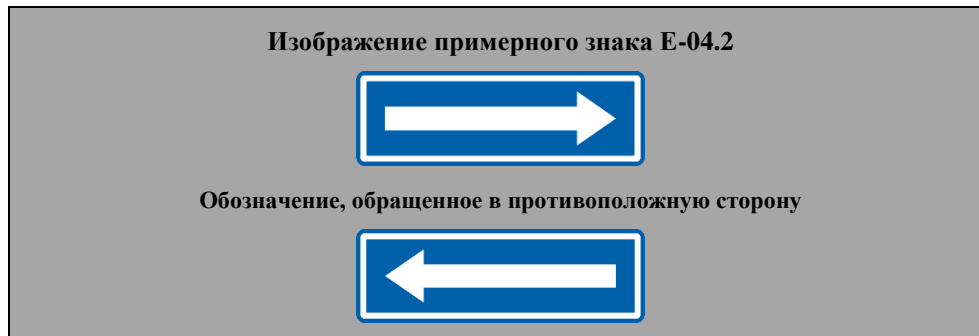 Изображение примерного знака E-04.2
Обозначение, обращенное в противоположную сторону